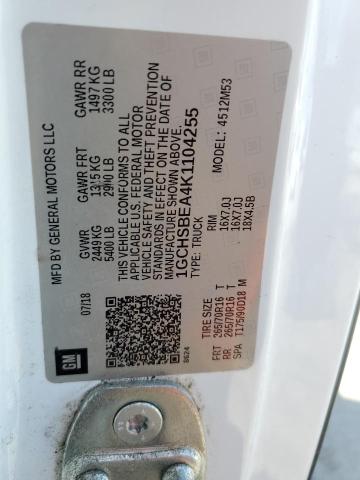 MFD BY GENERAL MOTORS LLC
07/18
GVWR
2449 KG
5400 LB
GAWR FRT
1315 KG
2900 LB
GAWR RR
1497 KG
3300 LB
THIS VEHICLE CONFORMS TO ALL
APPLICABLE U.S. FEDERAL MOTOR
VEHICLE SAFETY AND THEFT PREVENTION
STANDARDS IN EFFECT ON THE DATE OF
MANUFACTURE SHOWN ABOVE.
1GCHSBEA4K1104255
TYPE: TRUCK
MODEL: 4512M53
GM
8624
TIRE SIZE RIM
FRT 265/70R16 T 16X7.0J
RR 265/70R16 T 16X7.0J
SPA T175/90D18 M 18X4.5B